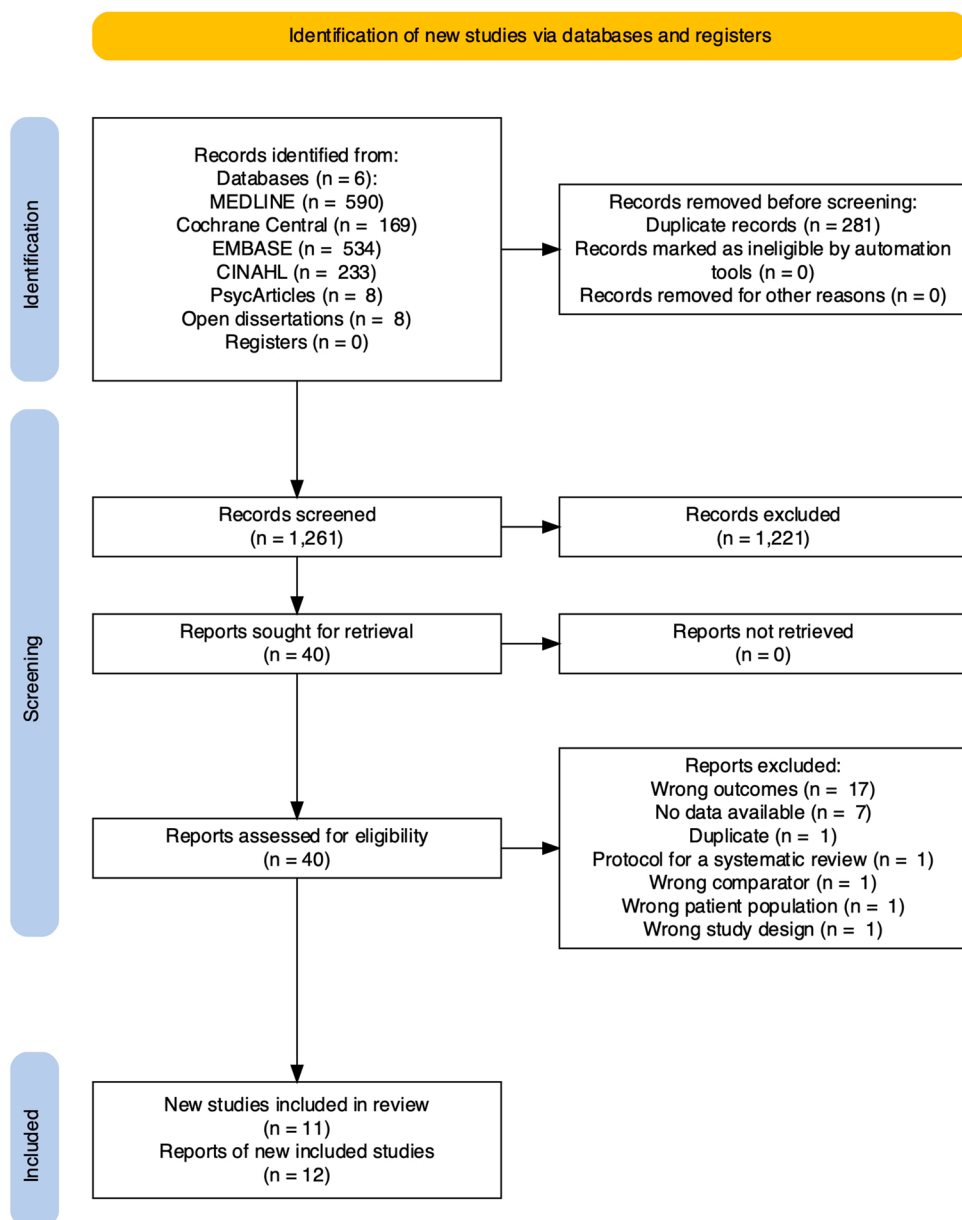 Identification of new studies via databases and registers
Identification
Records identified from:
Databases (n = 6):
MEDLINE (n = 590)
Cochrane Central (n = 169)
EMBASE (n = 534)
CINAHL (n = 233)
PsycArticles (n = 8)
Open dissertations (n = 8)
Registers (n = 0)
Records removed before screening:
Duplicate records (n = 281)
Records marked as ineligible by automation
tools (n = 0)
Records removed for other reasons (n = 0)
Screening
Records screened
(n = 1,261)
Records excluded
(n = 1,221)
Reports sought for retrieval
(n = 40)
Reports not retrieved
(n = 0)
Reports assessed for eligibility
(n = 40)
Reports excluded:
Wrong outcomes (n = 17)
No data available (n = 7)
Duplicate (n = 1)
Protocol for a systematic review (n = 1)
Wrong comparator (n = 1)
Wrong patient population (n = 1)
Wrong study design (n = 1)
Included
New studies included in review
(n = 11)
Reports of new included studies
(n = 12)